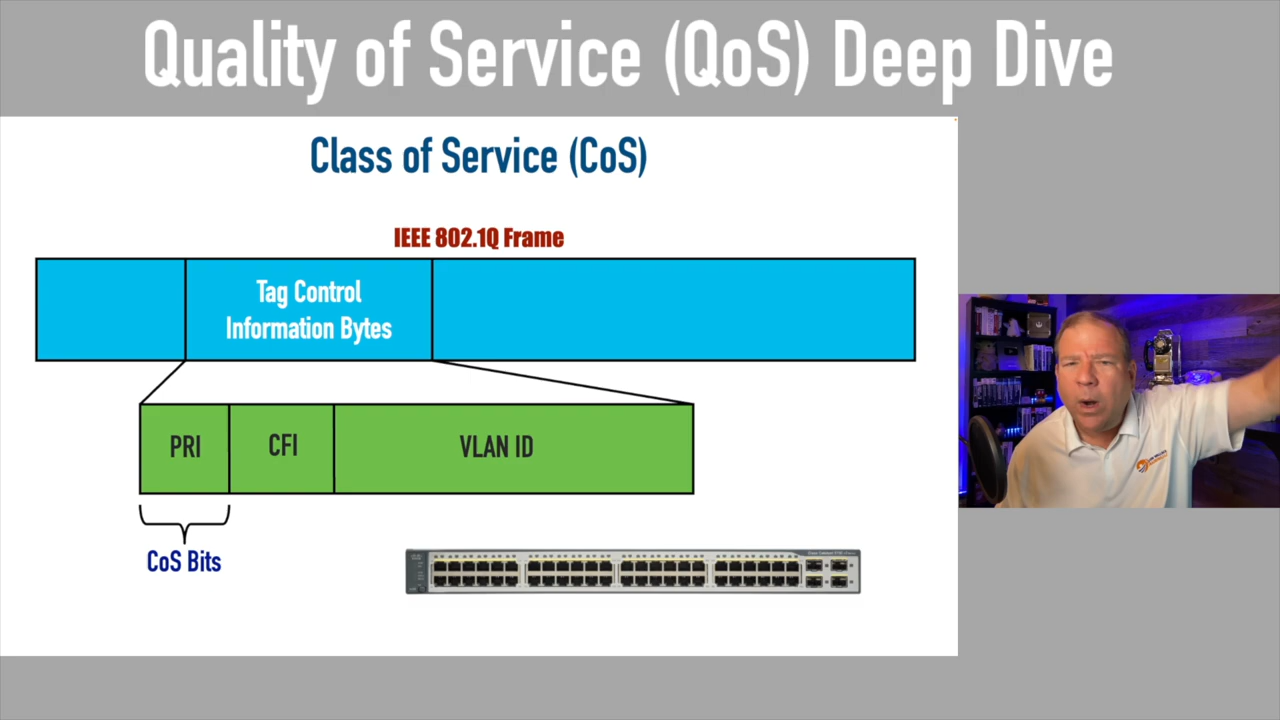 Quality of Service (QoS) Deep Dive
Class of Service (CoS)
IEEE 802.1Q Frame
Tag Control
Information Bytes
PRI
CFI
VLAN ID
CoS Bits